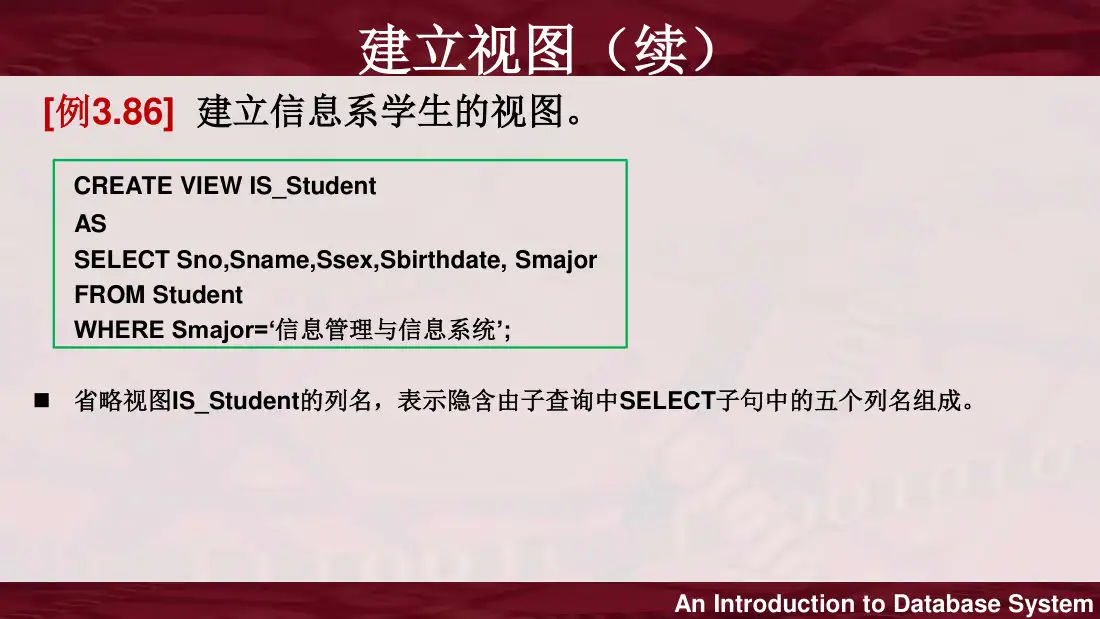 建立视图（续）
[例3.86] 建立信息系学生的视图。
CREATE VIEW IS_Student
AS
SELECT Sno,Sname,Ssex,Sbirthdate, Smajor
FROM Student
WHERE Smajor=‘信息管理与信息系统’;
■ 省略视图IS_Student的列名，表示隐含由子查询中SELECT子句中的五个列名组成。
An Introduction to Database System